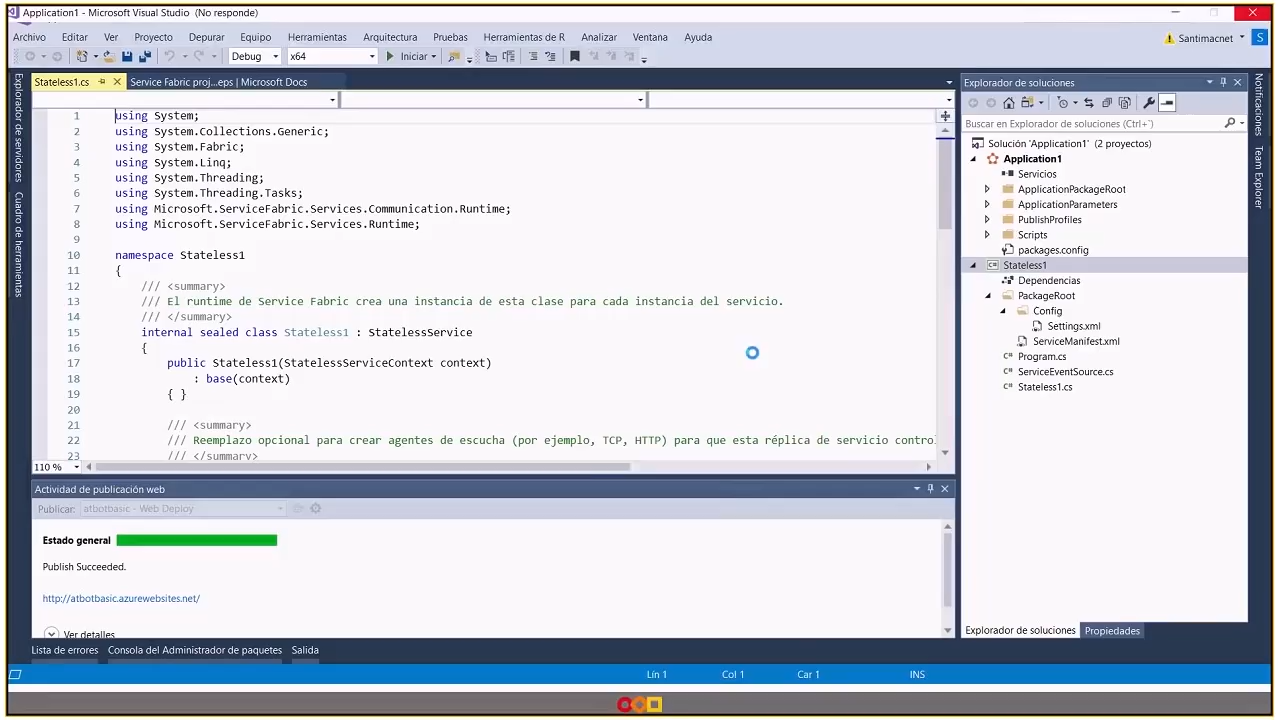 Application1 - Microsoft Visual Studio (No responde)
Archivo Editar Ver Proyecto Depurar Equipo Herramientas Arquitectura Pruebas Herramientas de R Analizar Ventana Ayuda Santimacnet S
Debug x64 Iniciar
Stateless1.cs Service Fabric proj...eps | Microsoft Docs
Explorador de servidores
Cuadro de herramientas
1 using System;
2 using System.Collections.Generic;
3 using System.Fabric;
4 using System.Linq;
5 using System.Threading;
6 using System.Threading.Tasks;
7 using Microsoft.ServiceFabric.Services.Communication.Runtime;
8 using Microsoft.ServiceFabric.Services.Runtime;
9
10 namespace Stateless1
11 {
12 /// <summary>
13 /// El runtime de Service Fabric crea una instancia de esta clase para cada instancia del servicio.
14 /// </summary>
15 internal sealed class Stateless1 : StatelessService
16 {
17 public Stateless1(StatelessServiceContext context)
18 : base(context)
19 { }
20
21 /// <summary>
22 /// Reemplazo opcional para crear agentes de escucha (por ejemplo, TCP, HTTP) para que esta réplica de servicio control
23 /// </summary>
110 %
Actividad de publicación web
Publicar: atbotbasic - Web Deploy
Estado general
Publish Succeeded.
http://atbotbasic.azurewebsites.net/
Ver detalles
Lista de errores Consola del Administrador de paquetes Salida
Explorador de soluciones
Buscar en Explorador de soluciones (Ctrl+´)
Solución 'Application1' (2 proyectos)
Application1
Servicios
ApplicationPackageRoot
ApplicationParameters
PublishProfiles
Scripts
packages.config
Stateless1
Dependencias
PackageRoot
Config
Settings.xml
ServiceManifest.xml
Program.cs
ServiceEventSource.cs
Stateless1.cs
Explorador de soluciones Propiedades
Notificaciones
Team Explorer
Lín 1 Col 1 Car 1 INS